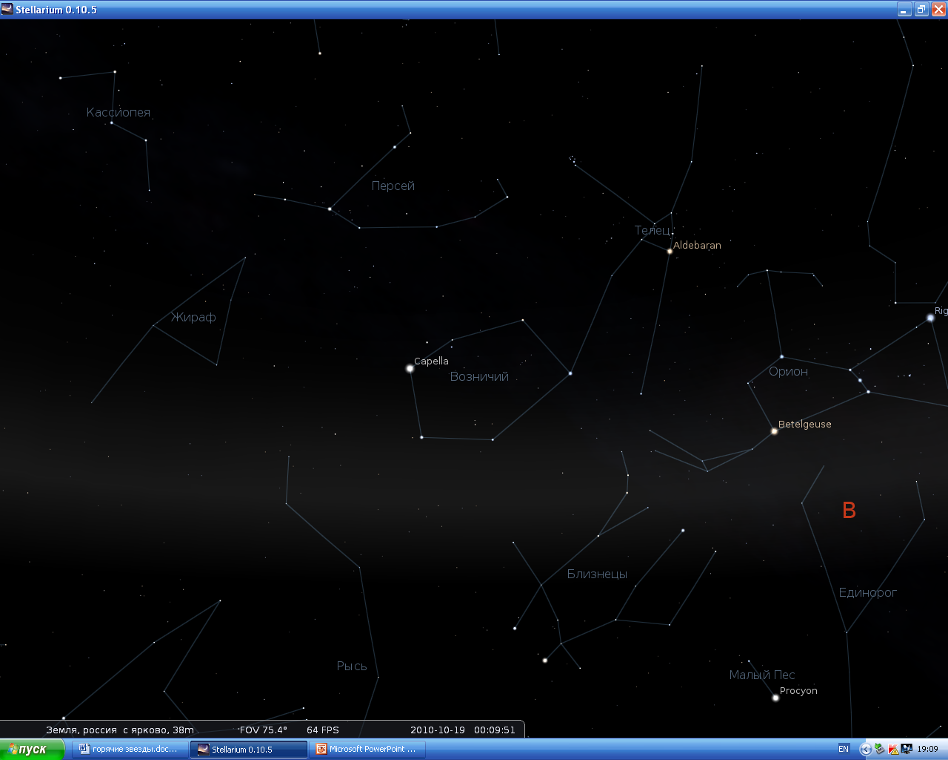 Stellarium 0.10.5
Кассиопея
Персей
Телец
Aldebaran
Жираф
Rig
Capella
Возничий
Орион
Betelgeuse
В
Близнецы
Единорог
Рысь
Малый Пес
Procyon
Земля, россия с ярково, 38m FOV 75.4° 64 FPS 2010-10-19 00:09:51
пуск горячие звезды.doc... Stellarium 0.10.5 Microsoft PowerPoint ... EN 19:09